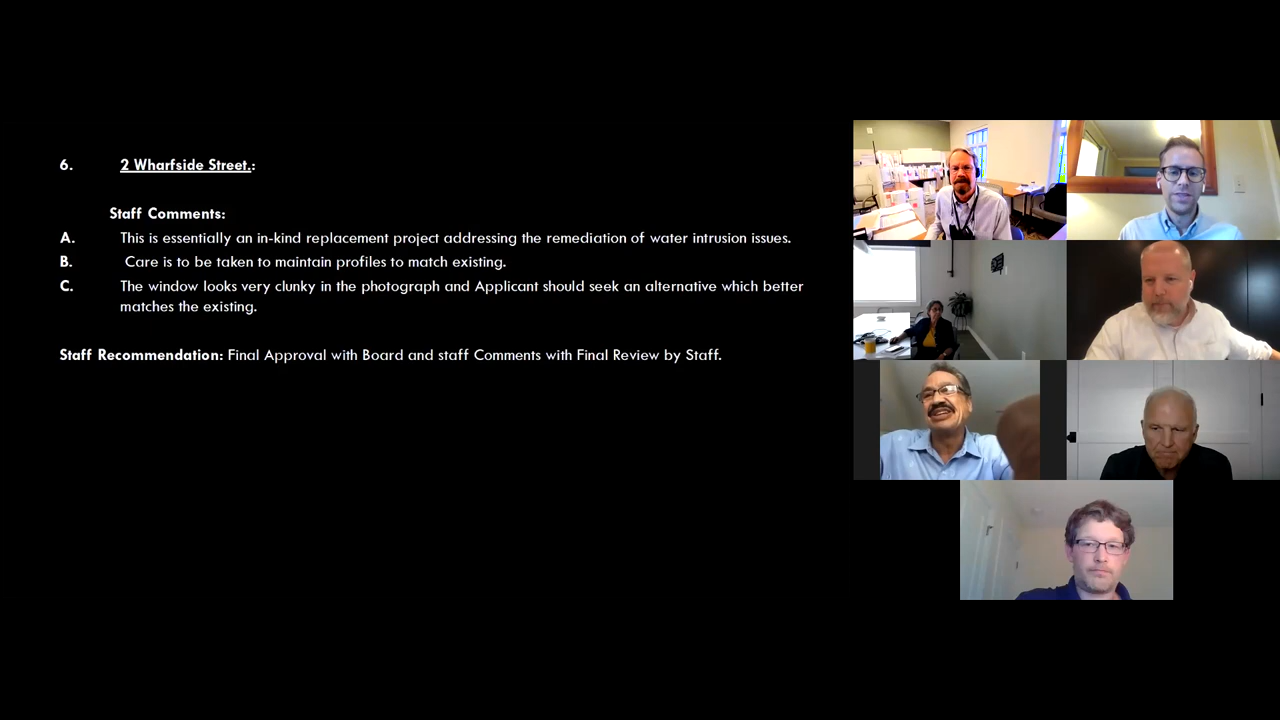 6. 2 Wharfside Street.:
Staff Comments:
A. This is essentially an in-kind replacement project addressing the remediation of water intrusion issues.
B. Care is to be taken to maintain profiles to match existing.
C. The window looks very clunky in the photograph and Applicant should seek an alternative which better
matches the existing.
Staff Recommendation: Final Approval with Board and staff Comments with Final Review by Staff.